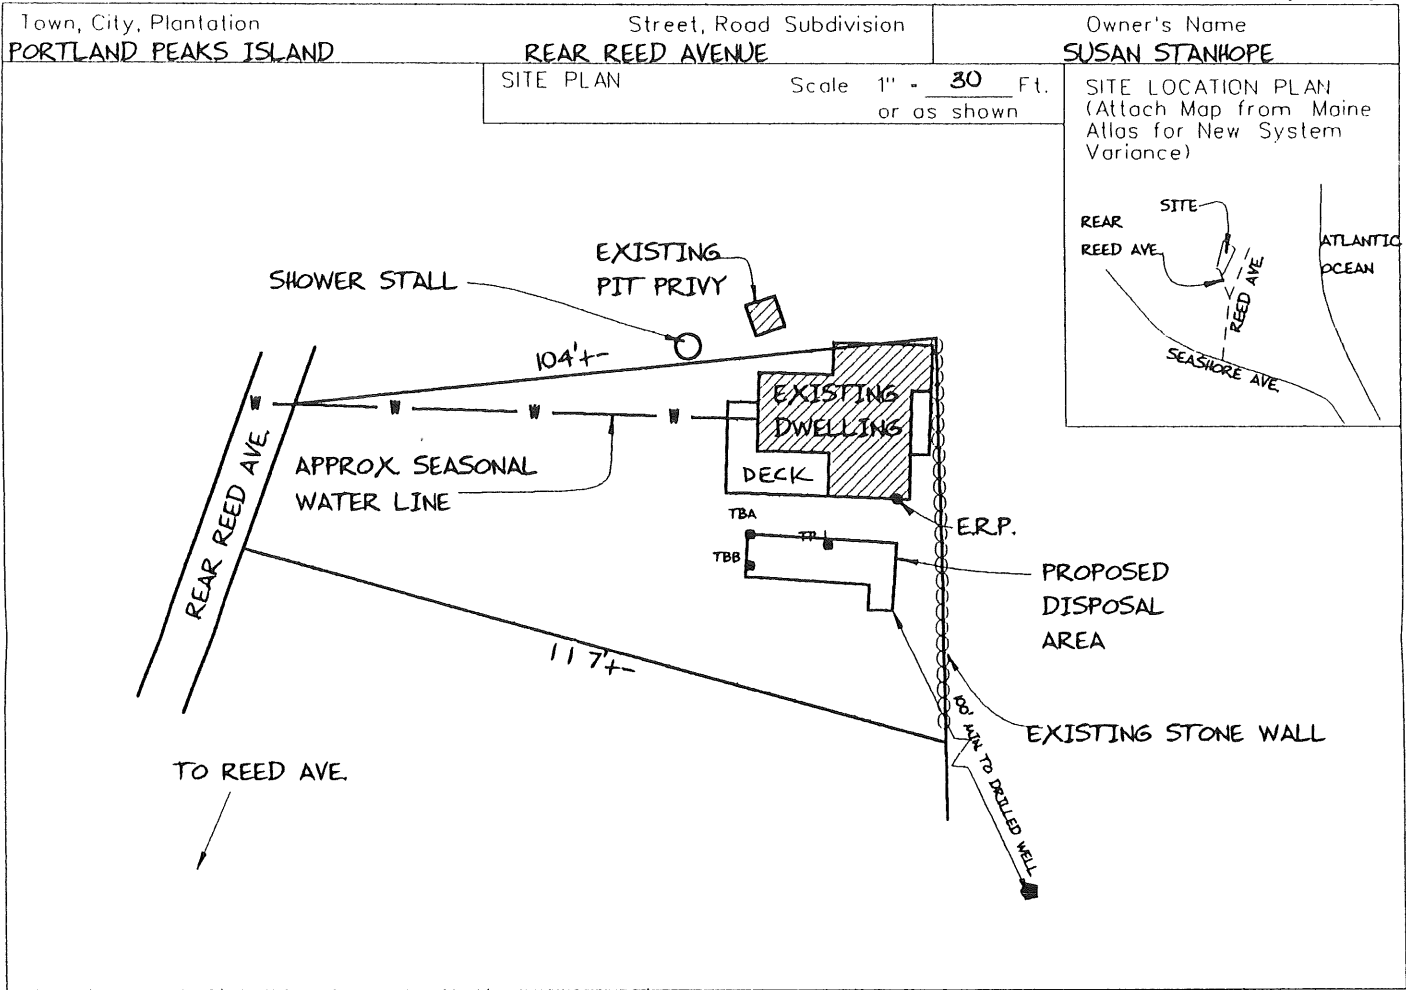 Town, City, Plantation
Street, Road Subdivision
Owner's Name
PORTLAND PEAKS ISLAND
REAR REED AVENUE
SUSAN STANHOPE
SITE PLAN
Scale 1" - 30 Ft.
or as shown
SITE LOCATION PLAN
(Attach Map from Maine
Atlas for New System
Variance)
SITE
REAR
REED AVE.
REED AVE.
SEASHORE AVE.
ATLANTIC
OCEAN
EXISTING
PIT PRIVY
SHOWER STALL
104'+-
W
W
W
W
EXISTING
DWELLING
DECK
APPROX. SEASONAL
WATER LINE
REAR REED AVE.
TBA
TBB
TP 1
E.R.P.
PROPOSED
DISPOSAL
AREA
117'+-
100' MIN TO DRILLED WELL
EXISTING STONE WALL
TO REED AVE.